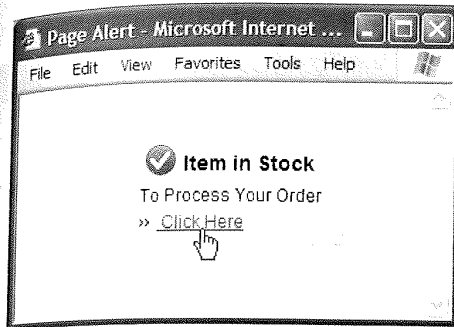 Page Alert - Microsoft Internet ...
File Edit View Favorites Tools Help
Item in Stock
To Process Your Order
» Click Here